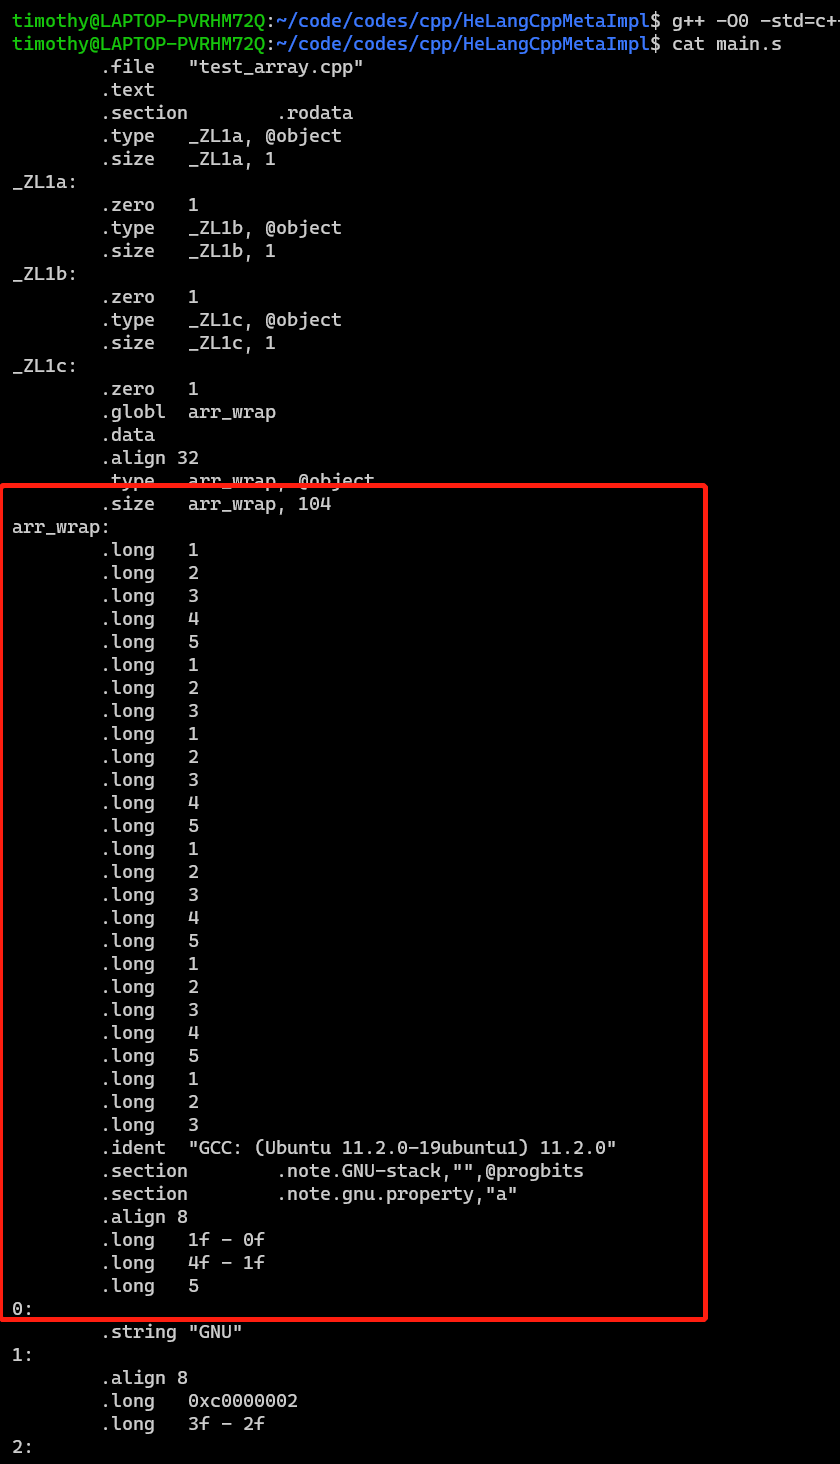 timothy@LAPTOP-PVRHM72Q:~/code/codes/cpp/HeLangCppMetaImpl$ g++ -O0 -std=c+
timothy@LAPTOP-PVRHM72Q:~/code/codes/cpp/HeLangCppMetaImpl$ cat main.s
.file "test_array.cpp"
.text
.section .rodata
.type _ZL1a, @object
.size _ZL1a, 1
_ZL1a:
.zero 1
.type _ZL1b, @object
.size _ZL1b, 1
_ZL1b:
.zero 1
.type _ZL1c, @object
.size _ZL1c, 1
_ZL1c:
.zero 1
.globl arr_wrap
.data
.align 32
.type arr_wrap, @object
.size arr_wrap, 104
arr_wrap:
.long 1
.long 2
.long 3
.long 4
.long 5
.long 1
.long 2
.long 3
.long 1
.long 2
.long 3
.long 4
.long 5
.long 1
.long 2
.long 3
.long 4
.long 5
.long 1
.long 2
.long 3
.long 4
.long 5
.long 1
.long 2
.long 3
.ident "GCC: (Ubuntu 11.2.0-19ubuntu1) 11.2.0"
.section .note.GNU-stack,"",@progbits
.section .note.gnu.property,"a"
.align 8
.long 1f - 0f
.long 4f - 1f
.long 5
0:
.string "GNU"
1:
.align 8
.long 0xc0000002
.long 3f - 2f
2: